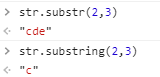 > str.substr(2,3)
< "cde"
> str.substring(2,3)
< "c"